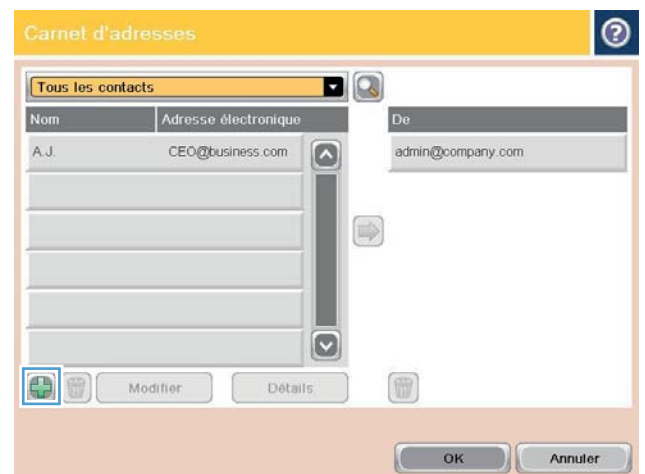 Carnet d'adresses
Tous les contacts
Nom Adresse électronique De
A.J. CEO@business.com admin@company.com
Modifier Détails
OK Annuler